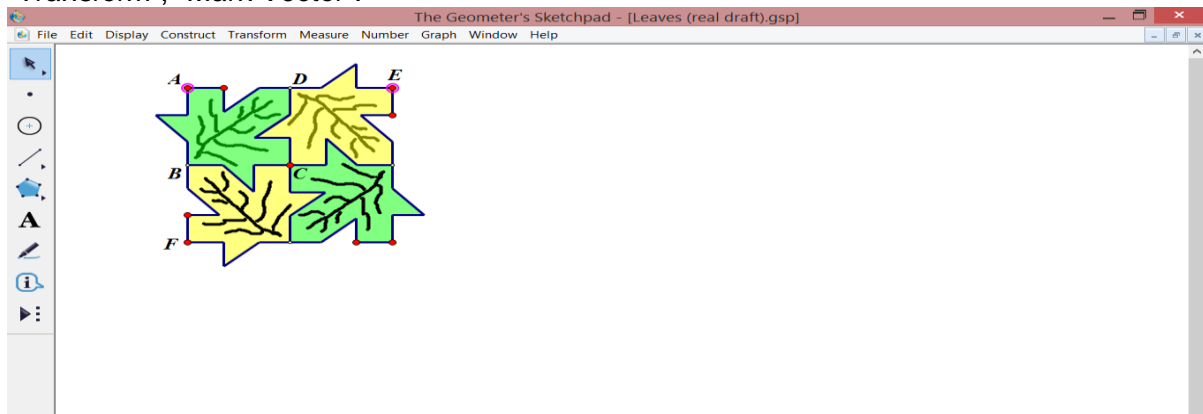 The Geometer's Sketchpad - [Leaves (real draft).gsp]
File Edit Display Construct Transform Measure Number Graph Window Help
A D E
B C
F
A